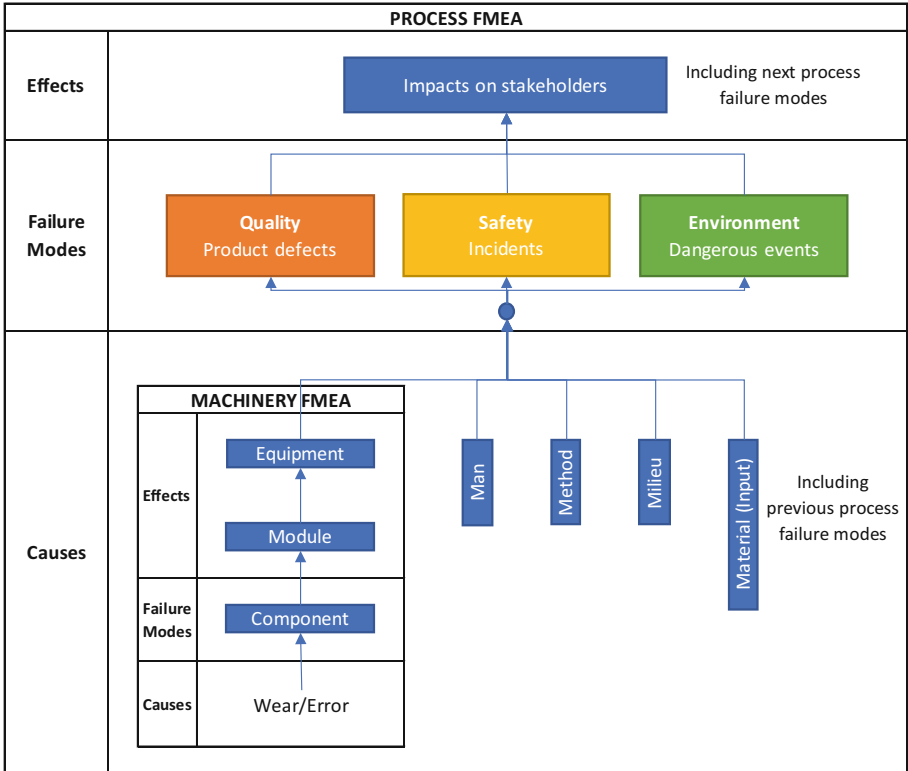 PROCESS FMEA
Effects
Impacts on stakeholders
Including next process
failure modes
Failure
Modes
Quality
Product defects
Safety
Incidents
Environment
Dangerous events
Causes
MACHINERY FMEA
Effects
Equipment
Module
Failure
Modes
Component
Causes
Wear/Error
Man
Method
Milieu
Material (Input)
Including
previous process
failure modes